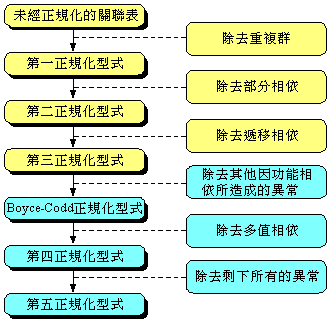 未經正規化的關聯表
除去重複群
第一正規化型式
除去部分相依
第二正規化型式
除去遞移相依
第三正規化型式
除去其他因功能相
依所造成的異常
Boyce-Codd正規化型式
除去多值相依
第四正規化型式
除去剩下所有的異常
第五正規化型式